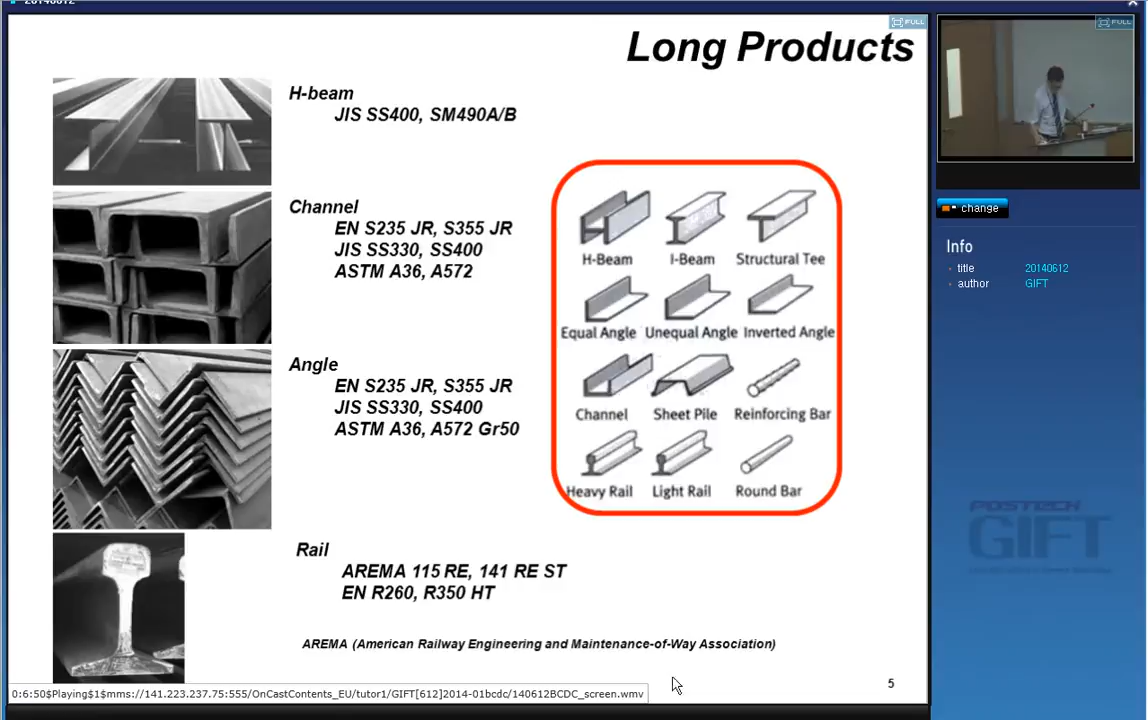 20140612
FULL
Long Products
H-beam
JIS SS400, SM490A/B
Channel
EN S235 JR, S355 JR
JIS SS330, SS400
ASTM A36, A572
Angle
EN S235 JR, S355 JR
JIS SS330, SS400
ASTM A36, A572 Gr50
H-Beam I-Beam Structural Tee
Equal Angle Unequal Angle Inverted Angle
Channel Sheet Pile Reinforcing Bar
Heavy Rail Light Rail Round Bar
Rail
AREMA 115 RE, 141 RE ST
EN R260, R350 HT
AREMA (American Railway Engineering and Maintenance-of-Way Association)
5
0:6:50$Playing$1$mms://141.223.237.75:555/OnCastContents_EU/tutor1/GIFT[612]2014-01bcdc/140612BCDC_screen.wmv
FULL
change
Info
title 20140612
author GIFT
POSTECH
GIFT